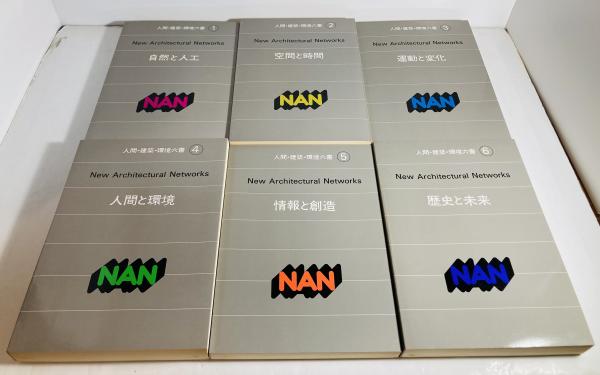 人間・建築・環境六書 1
New Architectural Networks
自然と人工
NAN
人間・建築・環境六書 2
New Architectural Networks
空間と時間
NAN
人間・建築・環境六書 3
New Architectural Networks
運動と変化
NAN
人間・建築・環境六書 4
New Architectural Networks
人間と環境
NAN
人間・建築・環境六書 5
New Architectural Networks
情報と創造
NAN
人間・建築・環境六書 6
New Architectural Networks
歴史と未来
NAN